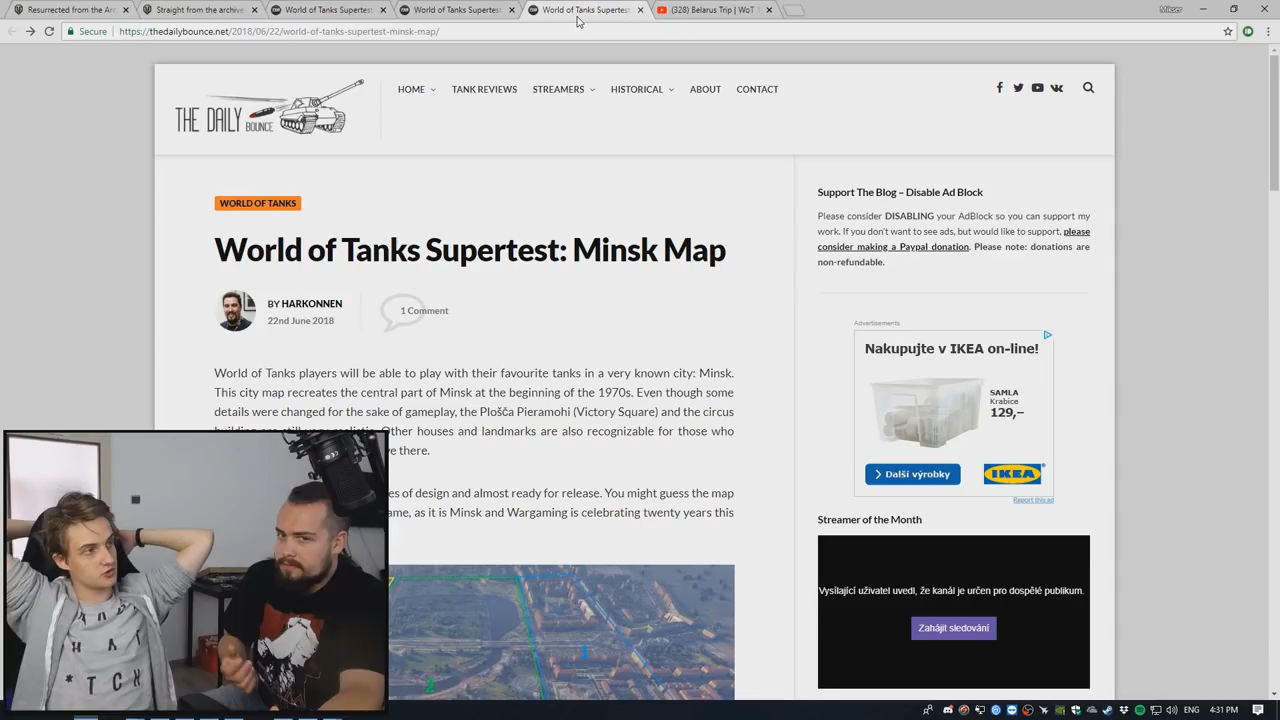 Resurrected from the Arc
Straight from the archive
World of Tanks Supertest:
World of Tanks Supertest:
World of Tanks Supertest:
(328) Belarus Trip | WoT
Secure
https://thedailybounce.net/2018/06/22/world-of-tanks-supertest-minsk-map/
THE DAILY BOUNCE
HOME
TANK REVIEWS
STREAMERS
HISTORICAL
ABOUT
CONTACT
WORLD OF TANKS
World of Tanks Supertest: Minsk Map
BY HARKONNEN
22nd June 2018
1 Comment
World of Tanks players will be able to play with their favourite tanks in a very known city: Minsk.
This city map recreates the central part of Minsk at the beginning of the 1970s. Even though some
details were changed for the sake of gameplay, the Plošča Pieramohi (Victory Square) and the circus
Other houses and landmarks are also recognizable for those who
there.
of design and almost ready for release. You might guess the map
as it is Minsk and Wargaming is celebrating twenty years this
2
1
Support The Blog – Disable Ad Block
Please consider DISABLING your AdBlock so you can support my
work. If you don't want to see ads, but would like to support, please
consider making a Paypal donation. Please note: donations are
non-refundable.
Advertisements
Nakupujte v IKEA on-line!
SAMLA
Krabice
129,–
Další výrobky
IKEA
Report this ad
Streamer of the Month
Vysílající uživatel uvedl, že kanál je určen pro dospělé publikum.
Zahájit sledování
HAT
*TCH
ENG
4:31 PM